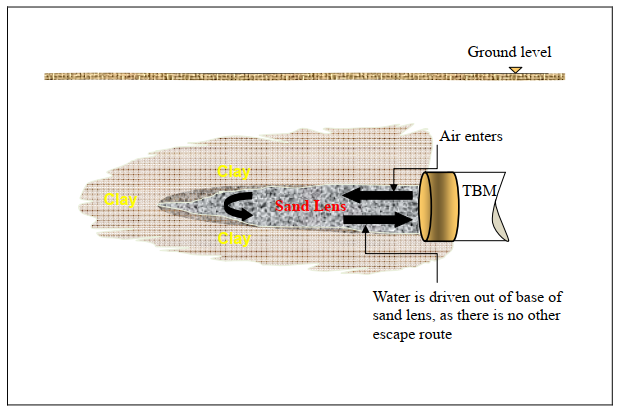 Ground level
Air enters
Clay
TBM
Clay
Sand Lens
Clay
Water is driven out of base of
sand lens, as there is no other
escape route